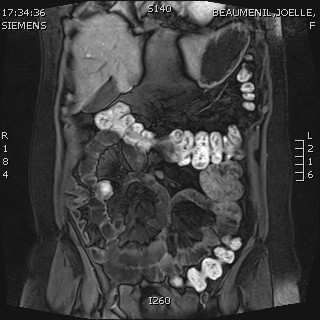 17:34:36
SIEMENS
S140
BEAUMENIL,JOELLE,
F
R
1
8
4
L
2
1
6
I260